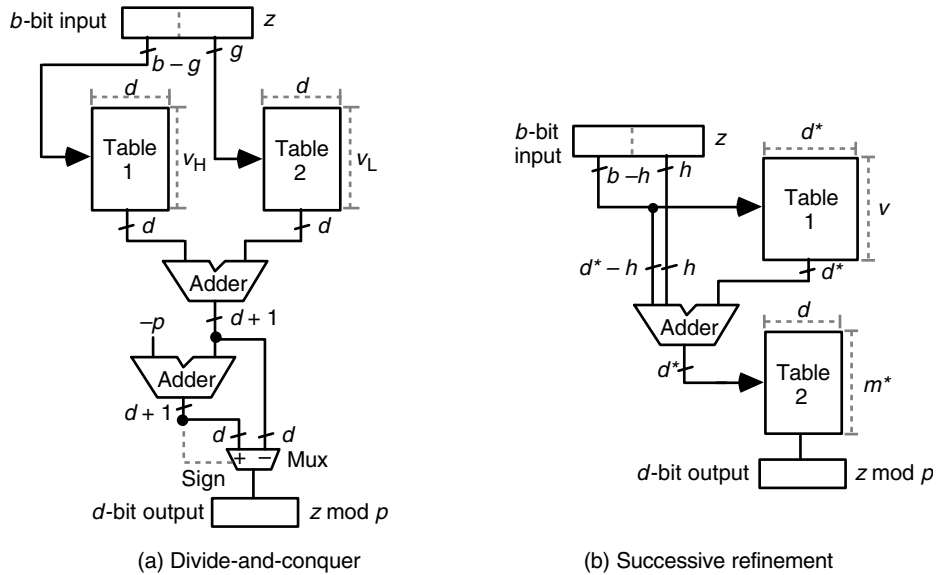 b-bit input
z
b – g
g
d
d
Table 1
v_H
Table 2
v_L
d
d
Adder
d + 1
–p
Adder
d + 1
d
d
+ –
Mux
Sign
d-bit output
z mod p
(a) Divide-and-conquer
b-bit input
z
b –h
h
d*
Table 1
v
d* – h
h
d*
Adder
d*
d
Table 2
m*
d-bit output
z mod p
(b) Successive refinement